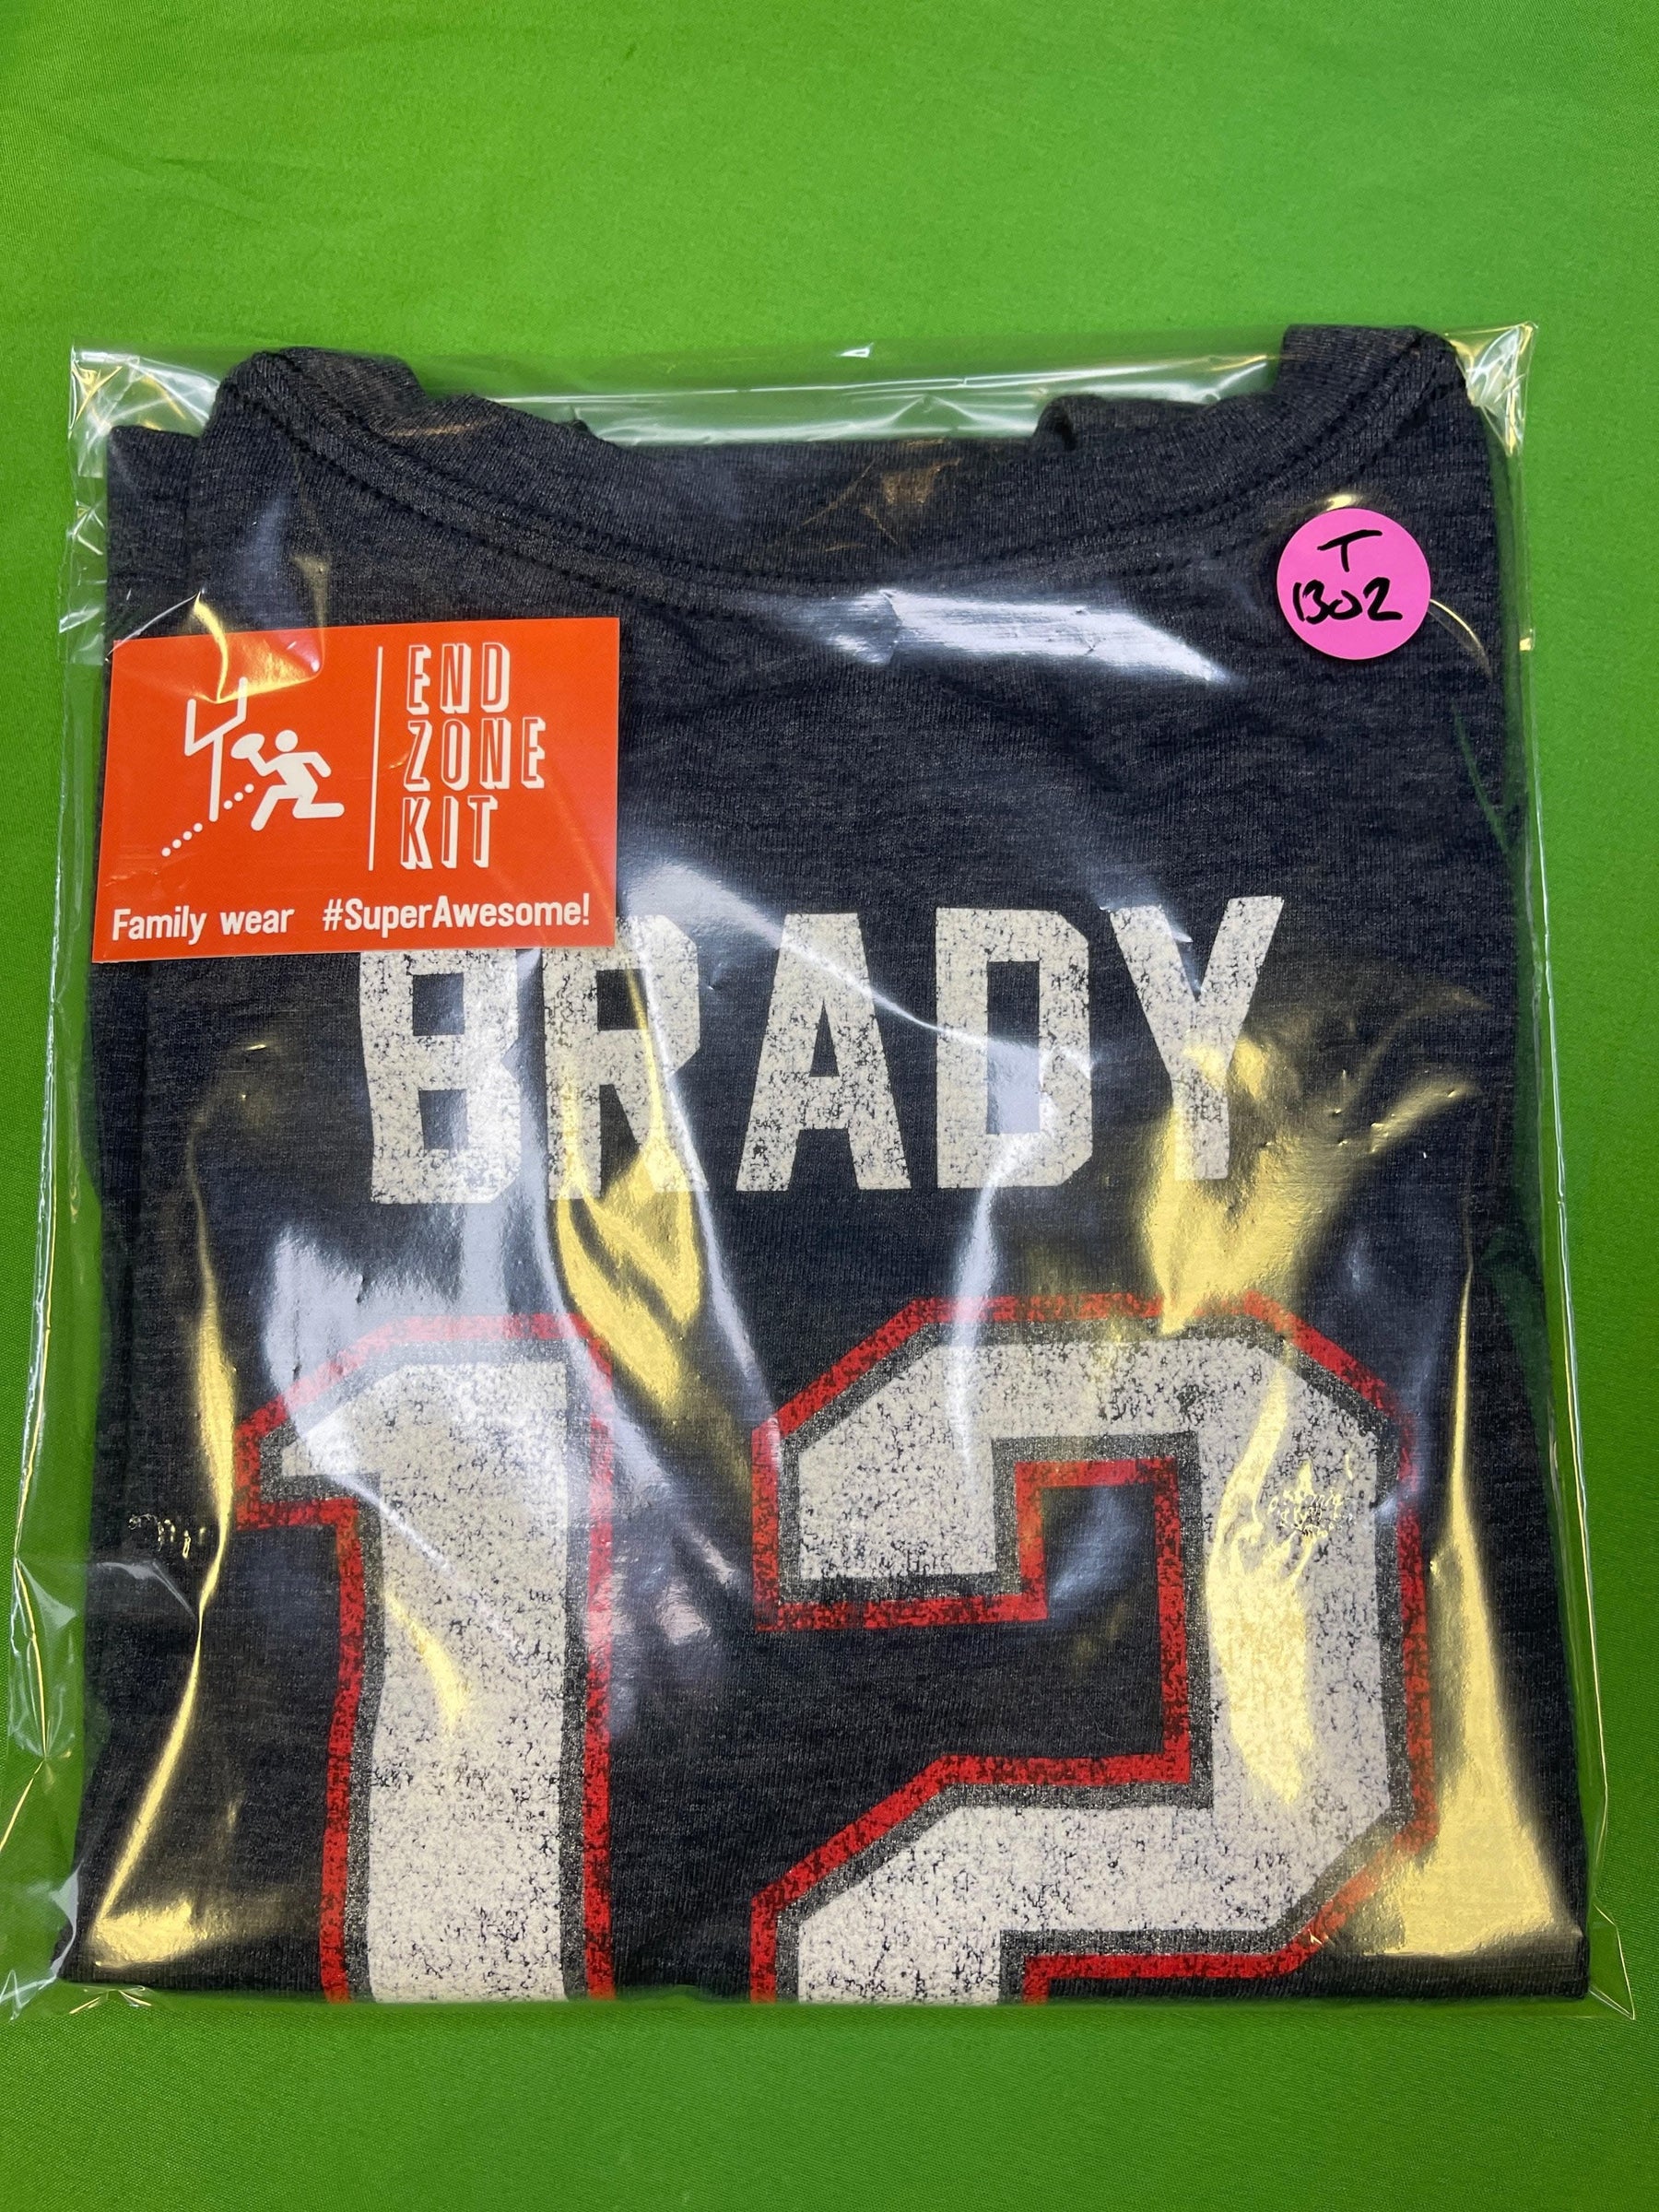 T
1302
END
ZONE
KIT
Family wear #SuperAwesome!
BRADY
12